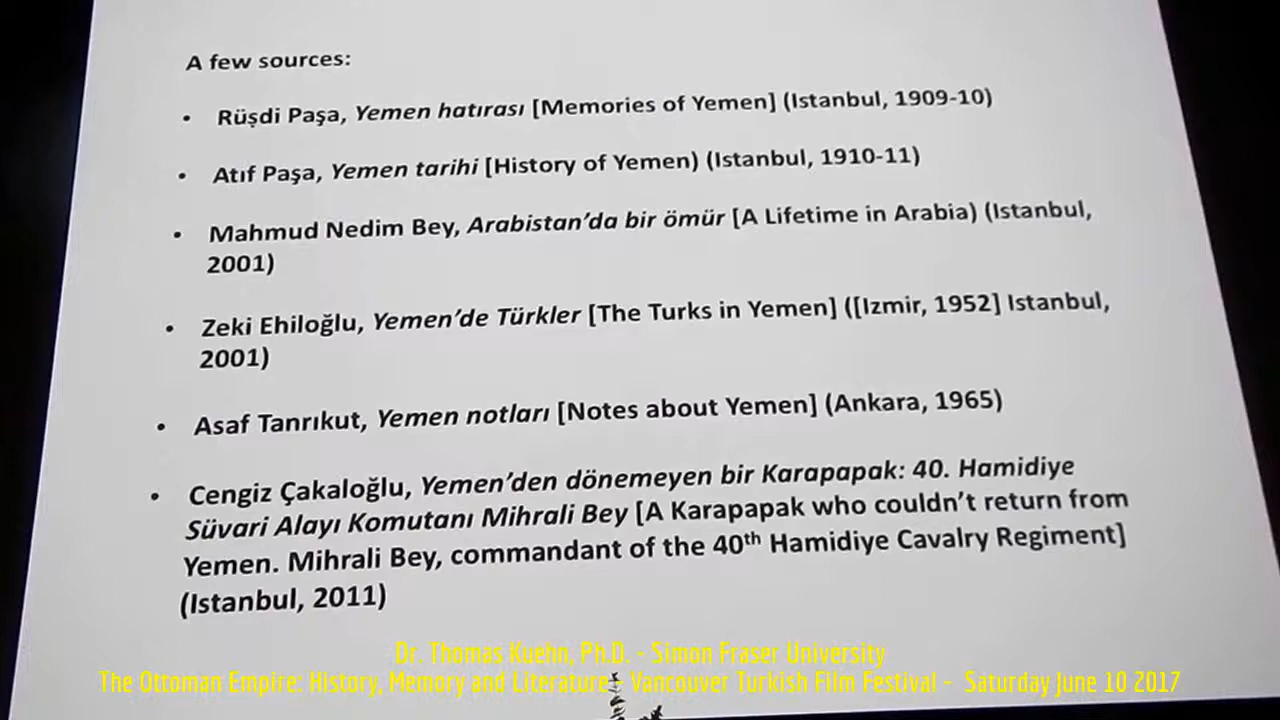 A few sources:
• Rüşdi Paşa, Yemen hatırası [Memories of Yemen] (Istanbul, 1909-10)
• Atıf Paşa, Yemen tarihi [History of Yemen) (Istanbul, 1910-11)
• Mahmud Nedim Bey, Arabistan’da bir ömür [A Lifetime in Arabia) (Istanbul,
2001)
• Zeki Ehiloğlu, Yemen’de Türkler [The Turks in Yemen] ([Izmir, 1952] Istanbul,
2001)
• Asaf Tanrıkut, Yemen notları [Notes about Yemen] (Ankara, 1965)
• Cengiz Çakaloğlu, Yemen’den dönemeyen bir Karapapak: 40. Hamidiye
Süvari Alayı Komutanı Mihrali Bey [A Karapapak who couldn’t return from
Yemen. Mihrali Bey, commandant of the 40th Hamidiye Cavalry Regiment]
(Istanbul, 2011)
Dr. Thomas Kuehn, Ph.D. - Simon Fraser University
The Ottoman Empire: History, Memory and Literature - Vancouver Turkish Film Festival - Saturday June 10 2017